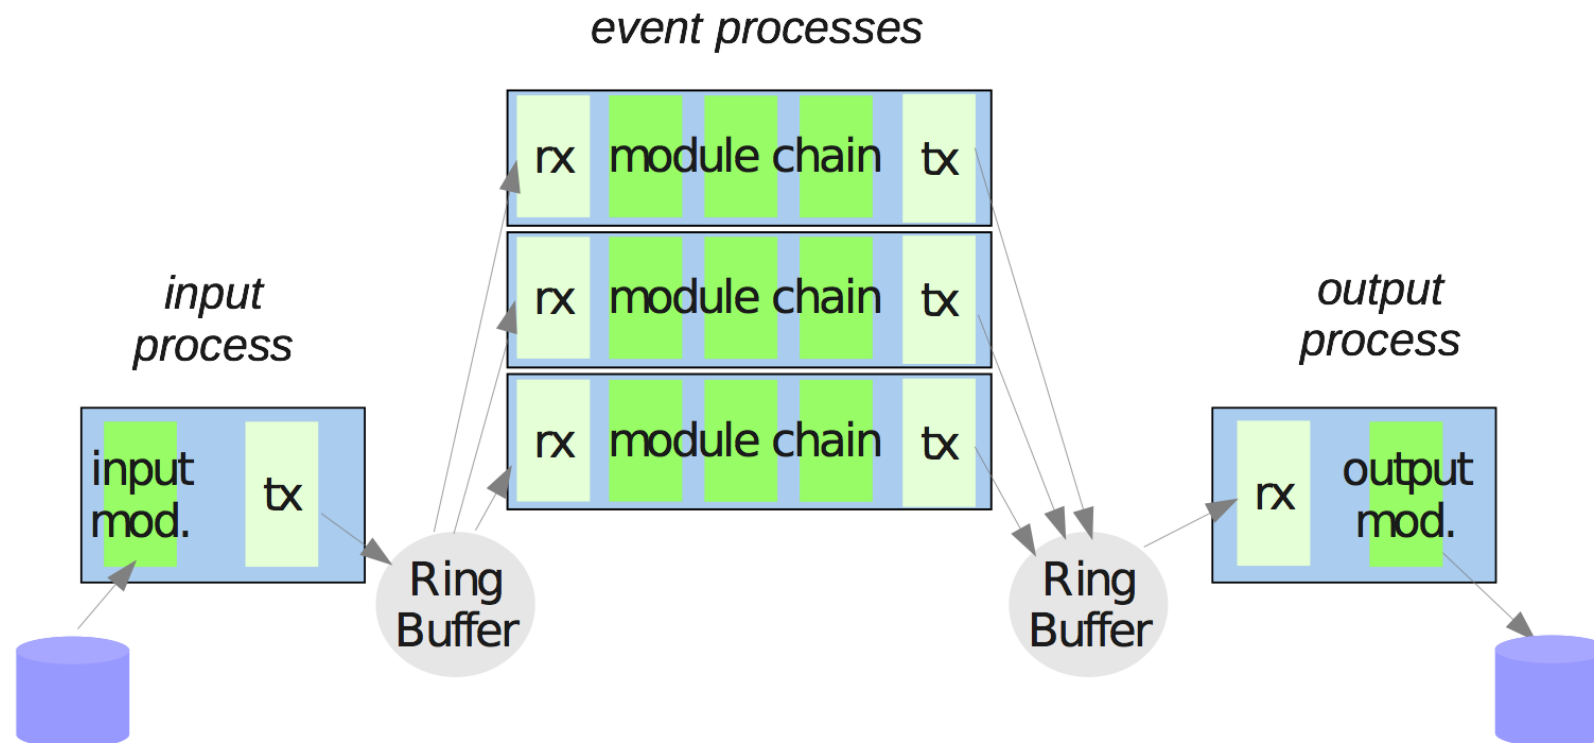 event processes
rx module chain tx
rx module chain tx
rx module chain tx
input
process
input
mod.
tx
Ring
Buffer
Ring
Buffer
output
process
rx
output
mod.